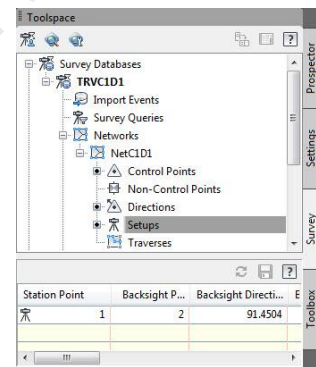 Toolspace
Survey Databases
TRVC1D1
Import Events
Survey Queries
Networks
NetC1D1
Control Points
Non-Control Points
Directions
Setups
Traverses
Prospector
Settings
Survey
Toolbox
Station Point Backsight P... Backsight Directi... E
1 2 91.4504